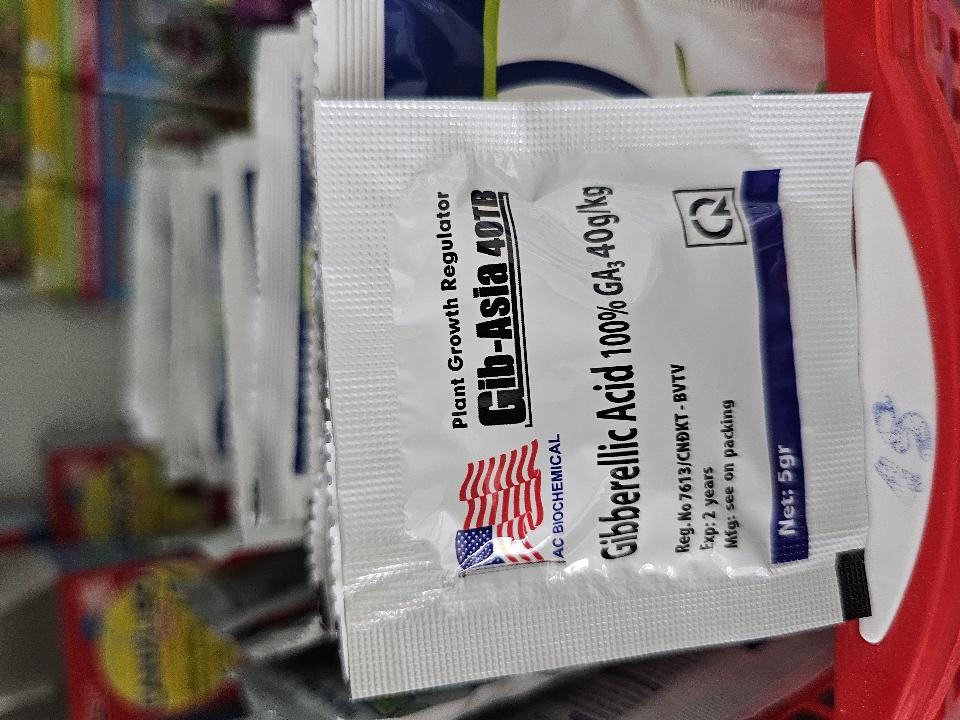 Plant Growth Regulator
Gib-Asia 40TB
AC BIOCHEMICAL
Gibberellic Acid 100% GA₃ 40g/kg
Reg. No 7613/CNĐKT - BVTV
Exp: 2 years
Mfg: see on packing
Net: 5gr